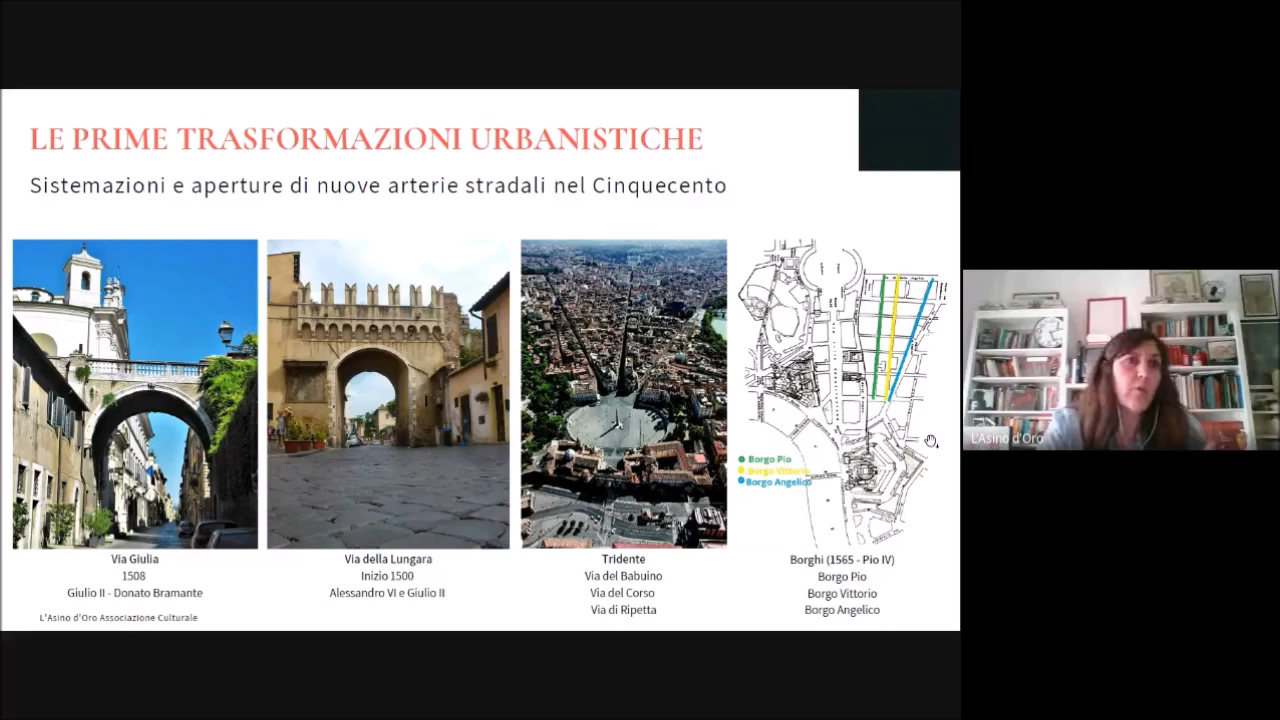 LE PRIME TRASFORMAZIONI URBANISTICHE
Sistemazioni e aperture di nuove arterie stradali nel Cinquecento
Borgo Pio
Borgo Vittorio
Borgo Angelico
Via Giulia
1508
Giulio II - Donato Bramante
Via della Lungara
Inizio 1500
Alessandro VI e Giulio II
Tridente
Via del Babuino
Via del Corso
Via di Ripetta
Borghi (1565 - Pio IV)
Borgo Pio
Borgo Vittorio
Borgo Angelico
L'Asino d'Oro Associazione Culturale
L'Asino d'Oro